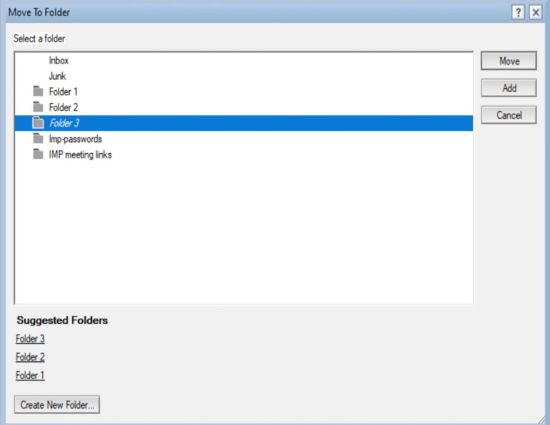 Move To Folder
? X
Select a folder
Inbox
Junk
Folder 1
Folder 2
Folder 3
Imp-passwords
IMP meeting links
Move
Add
Cancel
Suggested Folders
Folder 3
Folder 2
Folder 1
Create New Folder...